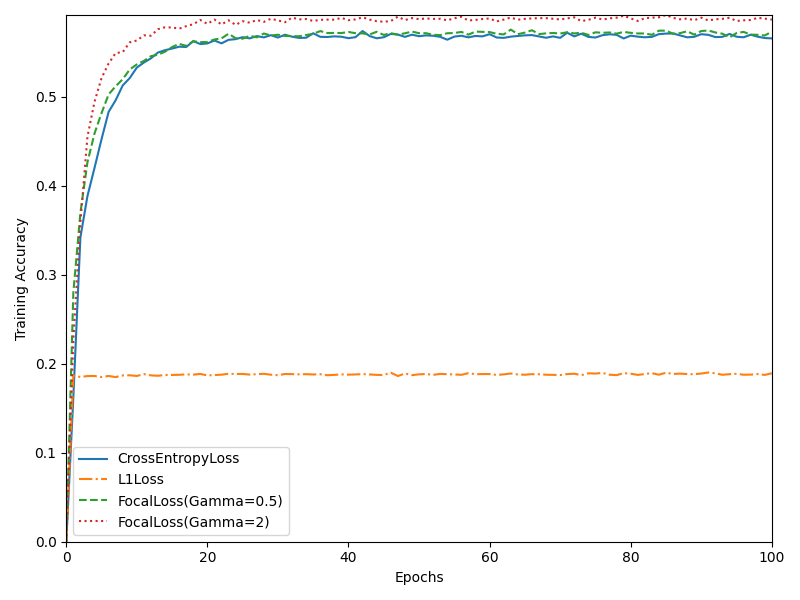 Training Accuracy
0.5
0.4
0.3
0.2
0.1
0.0
CrossEntropyLoss
L1Loss
FocalLoss(Gamma=0.5)
FocalLoss(Gamma=2)
0 20 40 60 80 100
Epochs